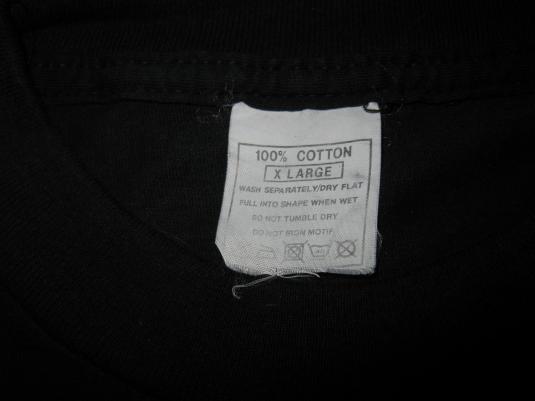 100% COTTON
X LARGE
WASH SEPARATELY/DRY FLAT
PULL INTO SHAPE WHEN WET
DO NOT TUMBLE DRY
DO NOT IRON MOTIF